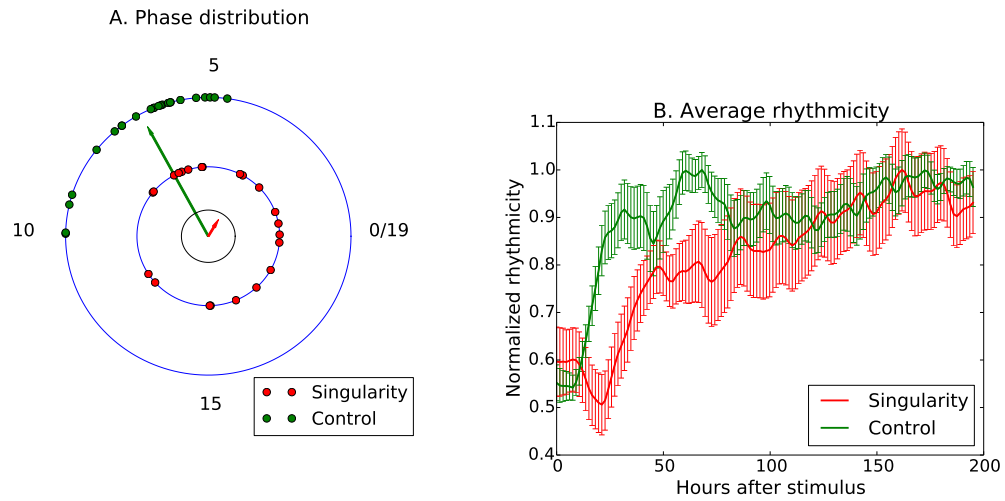 A. Phase distribution
5
10
0/19
15
Singularity
Control
B. Average rhythmicity
Normalized rhythmicity
1.1
1.0
0.9
0.8
0.7
0.6
0.5
0.4
0
50
100
150
200
Hours after stimulus
Singularity
Control